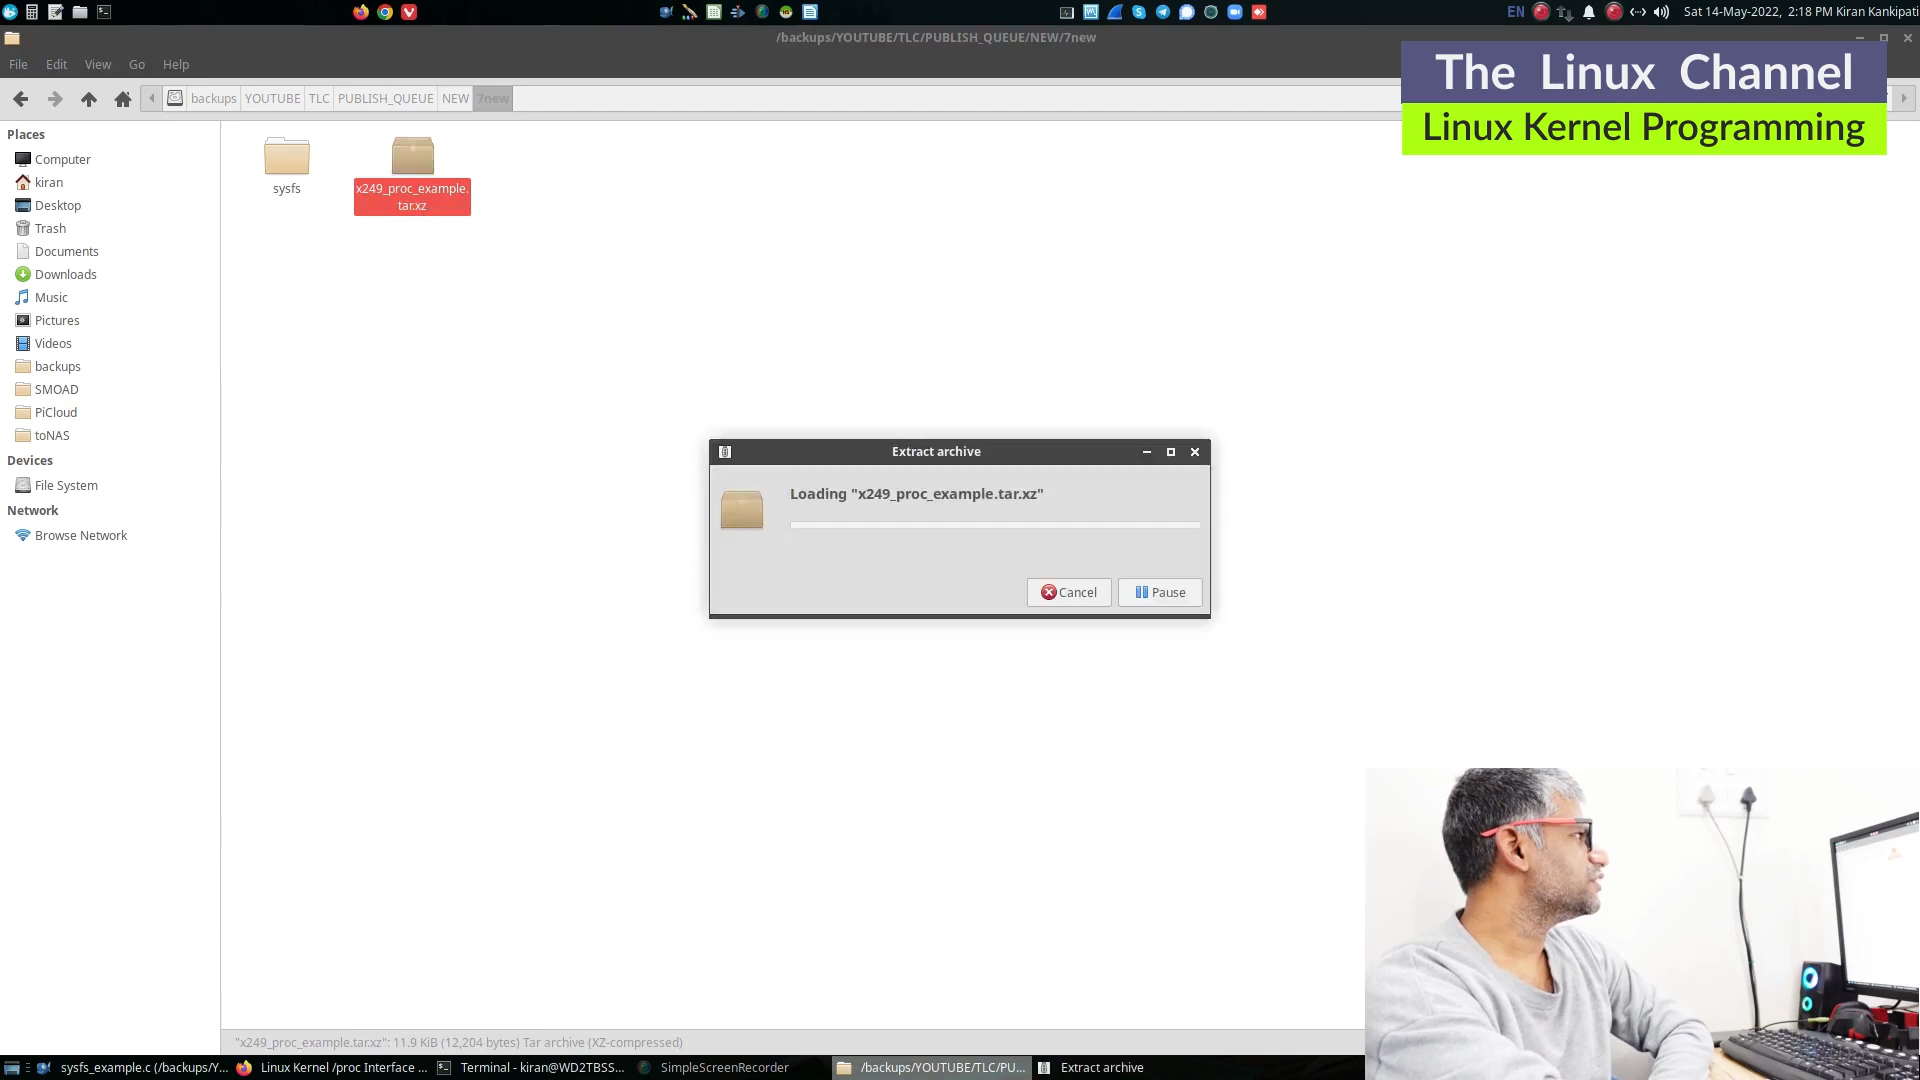 EN
Sat 14-May-2022, 2:18 PM Kiran Kankipati
/backups/YOUTUBE/TLC/PUBLISH_QUEUE/NEW/7new
File Edit View Go Help
The Linux Channel
Linux Kernel Programming
backups YOUTUBE TLC PUBLISH_QUEUE NEW 7new
Places
Computer
kiran
Desktop
Trash
Documents
Downloads
Music
Pictures
Videos
backups
SMOAD
PiCloud
toNAS
Devices
File System
Network
Browse Network
sysfs
x249_proc_example.
tar.xz
Extract archive
Loading "x249_proc_example.tar.xz"
Cancel Pause
"x249_proc_example.tar.xz": 11.9 KiB (12,204 bytes) Tar archive (XZ-compressed)
sysfs_example.c (/backups/Y... Linux Kernel /proc Interface ... Terminal - kiran@WD2TBSS... SimpleScreenRecorder /backups/YOUTUBE/TLC/PU... Extract archive